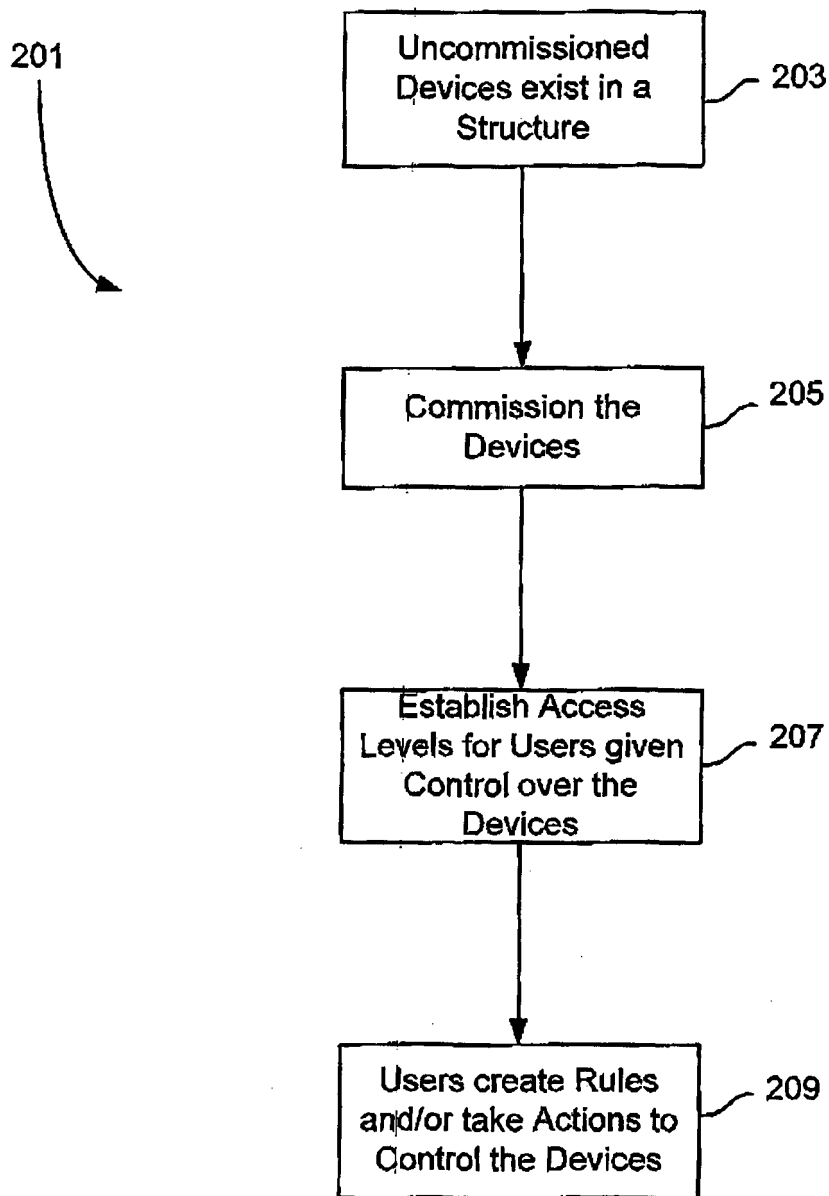 201
Uncommissioned
Devices exist in a
Structure
203
Commission the
Devices
205
Establish Access
Levels for Users given
Control over the
Devices
207
Users create Rules
and/or take Actions to
Control the Devices
209